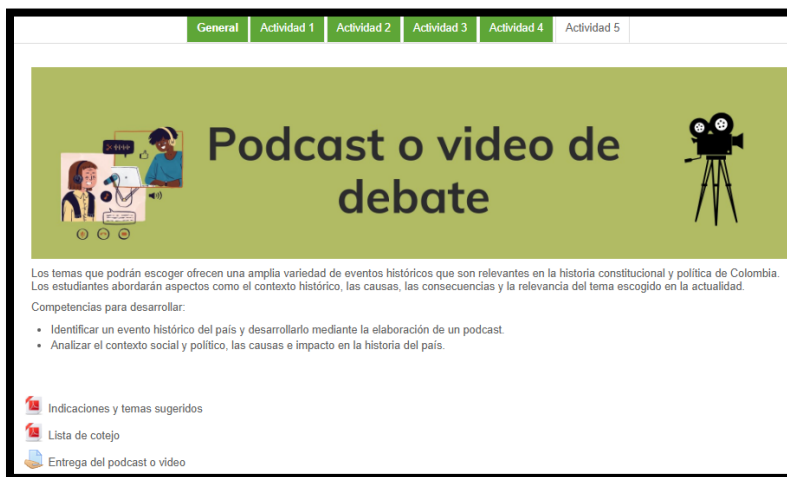 General Actividad 1 Actividad 2 Actividad 3 Actividad 4 Actividad 5
Podcast o video de
debate
Los temas que podrán escoger ofrecen una amplia variedad de eventos históricos que son relevantes en la historia constitucional y política de Colombia.
Los estudiantes abordarán aspectos como el contexto histórico, las causas, las consecuencias y la relevancia del tema escogido en la actualidad.
Competencias para desarrollar:
• Identificar un evento histórico del país y desarrollarlo mediante la elaboración de un podcast.
• Analizar el contexto social y político, las causas e impacto en la historia del país.
Indicaciones y temas sugeridos
Lista de cotejo
Entrega del podcast o video